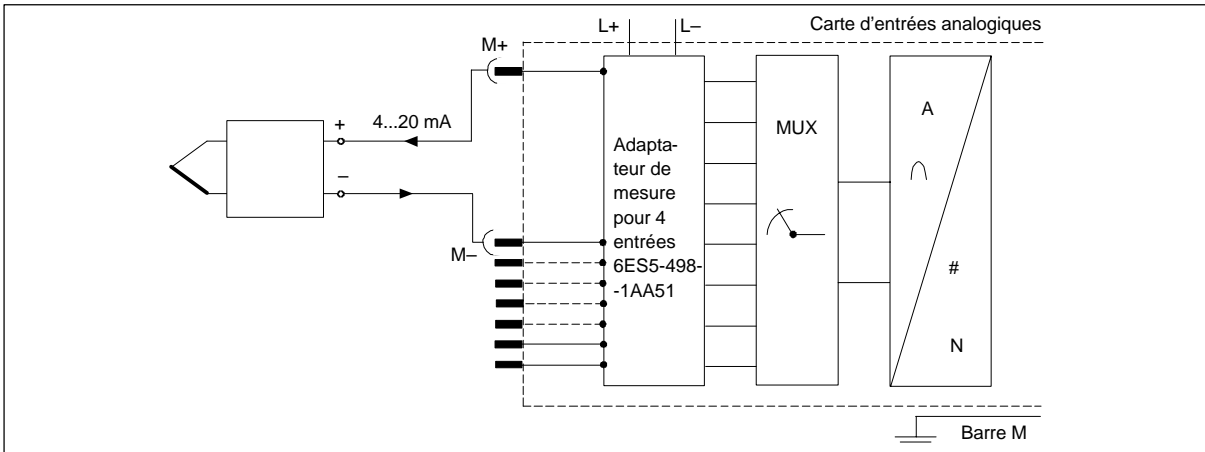 Carte d'entrées analogiques
L+ L–
M+
+
4...20 mA
–
M–
Adapta-
teur de
mesure
pour 4
entrées
6ES5-498-
-1AA51
MUX
A
#
N
Barre M